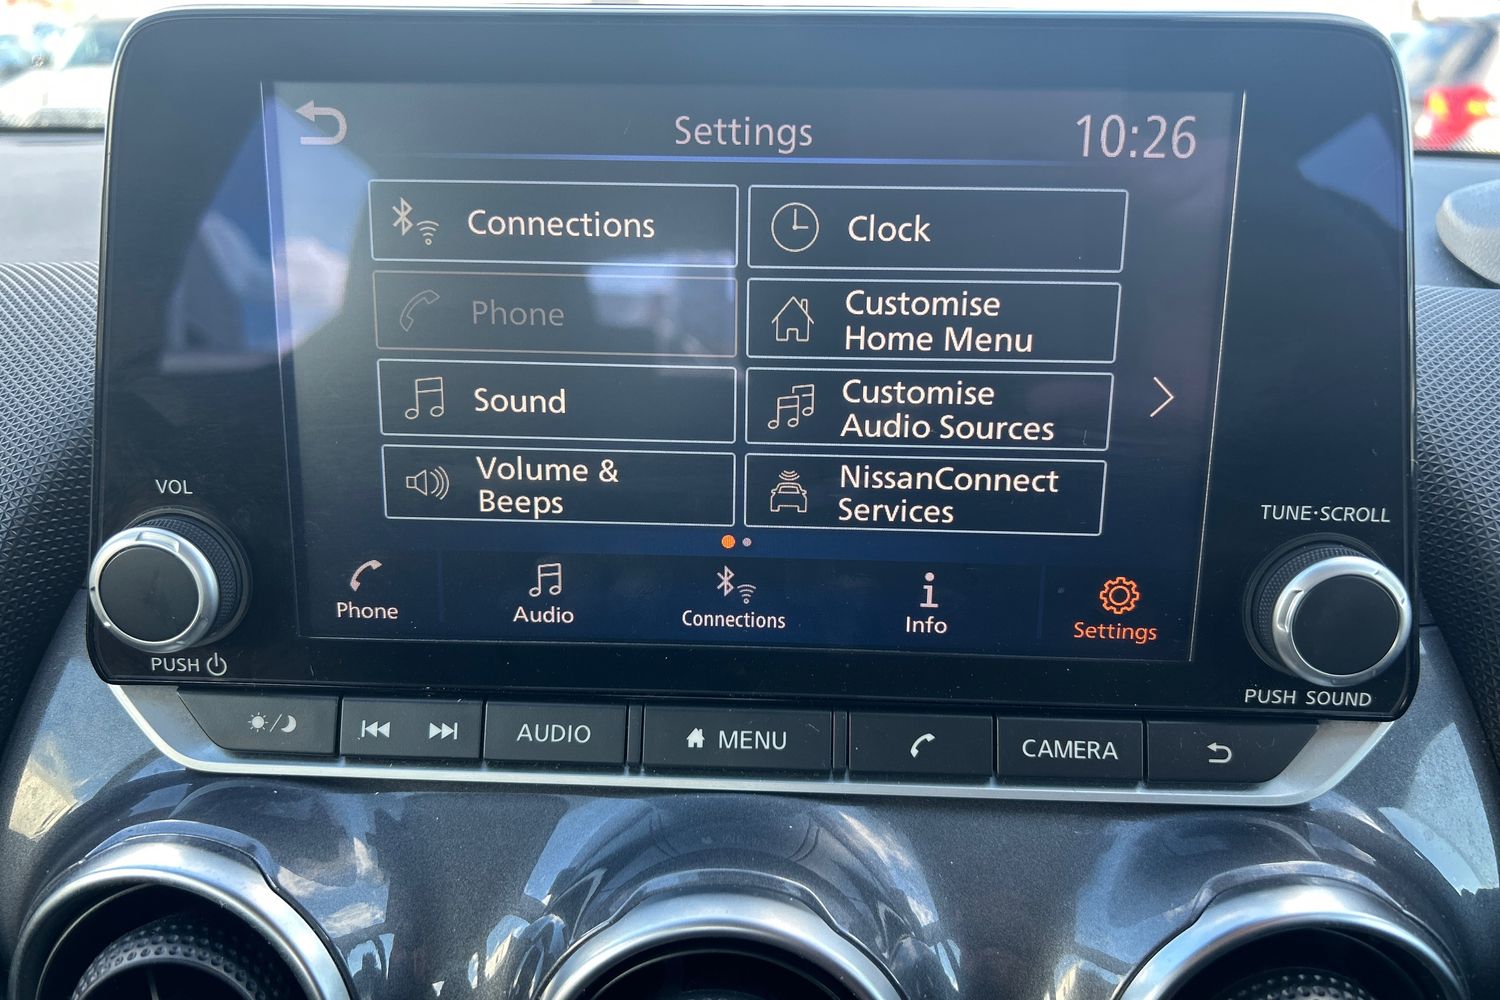 Settings
10:26
Connections
Clock
Phone
Customise
Home Menu
Sound
Customise
Audio Sources
Volume &
Beeps
NissanConnect
Services
Phone
Audio
Connections
Info
Settings
VOL
PUSH
TUNE·SCROLL
PUSH SOUND
AUDIO
MENU
CAMERA